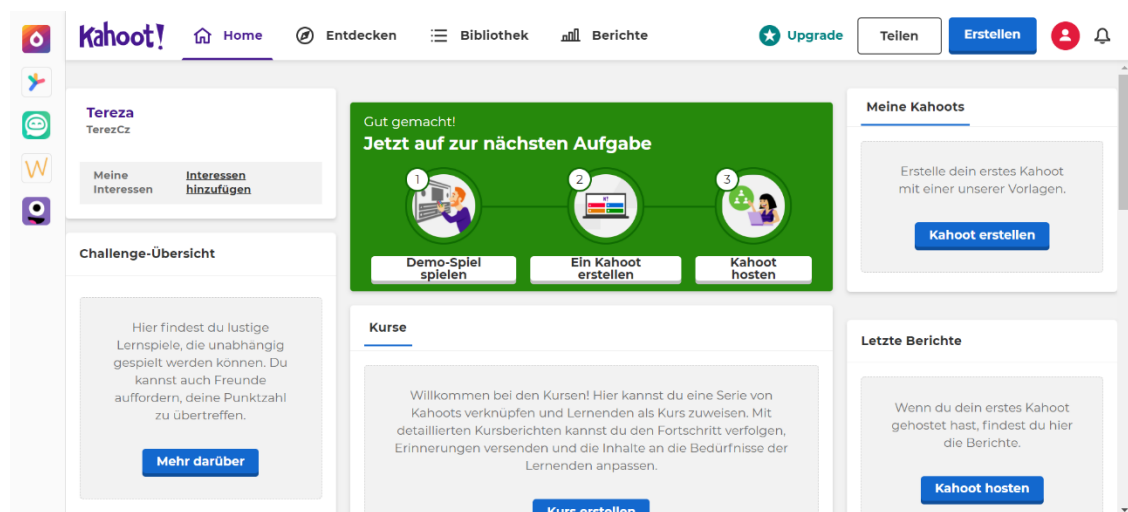 Kahoot!
Home
Entdecken
Bibliothek
Berichte
Upgrade
Teilen
Erstellen
Tereza
TerezCz
Meine
Interessen
Interessen
hinzufügen
Challenge-Übersicht
Hier findest du lustige
Lernspiele, die unabhängig
gespielt werden können. Du
kannst auch Freunde
auffordern, deine Punktzahl
zu übertreffen.
Mehr darüber
Gut gemacht!
Jetzt auf zur nächsten Aufgabe
1
2
3
Demo-Spiel
spielen
Ein Kahoot
erstellen
Kahoot
hosten
Kurse
Willkommen bei den Kursen! Hier kannst du eine Serie von
Kahoots verknüpfen und Lernenden als Kurs zuweisen. Mit
detaillierten Kursberichten kannst du den Fortschritt verfolgen,
Erinnerungen versenden und die Inhalte an die Bedürfnisse der
Lernenden anpassen.
Kurs erstellen
Meine Kahoots
Erstelle dein erstes Kahoot
mit einer unserer Vorlagen.
Kahoot erstellen
Letzte Berichte
Wenn du dein erstes Kahoot
gehostet hast, findest du hier
die Berichte.
Kahoot hosten